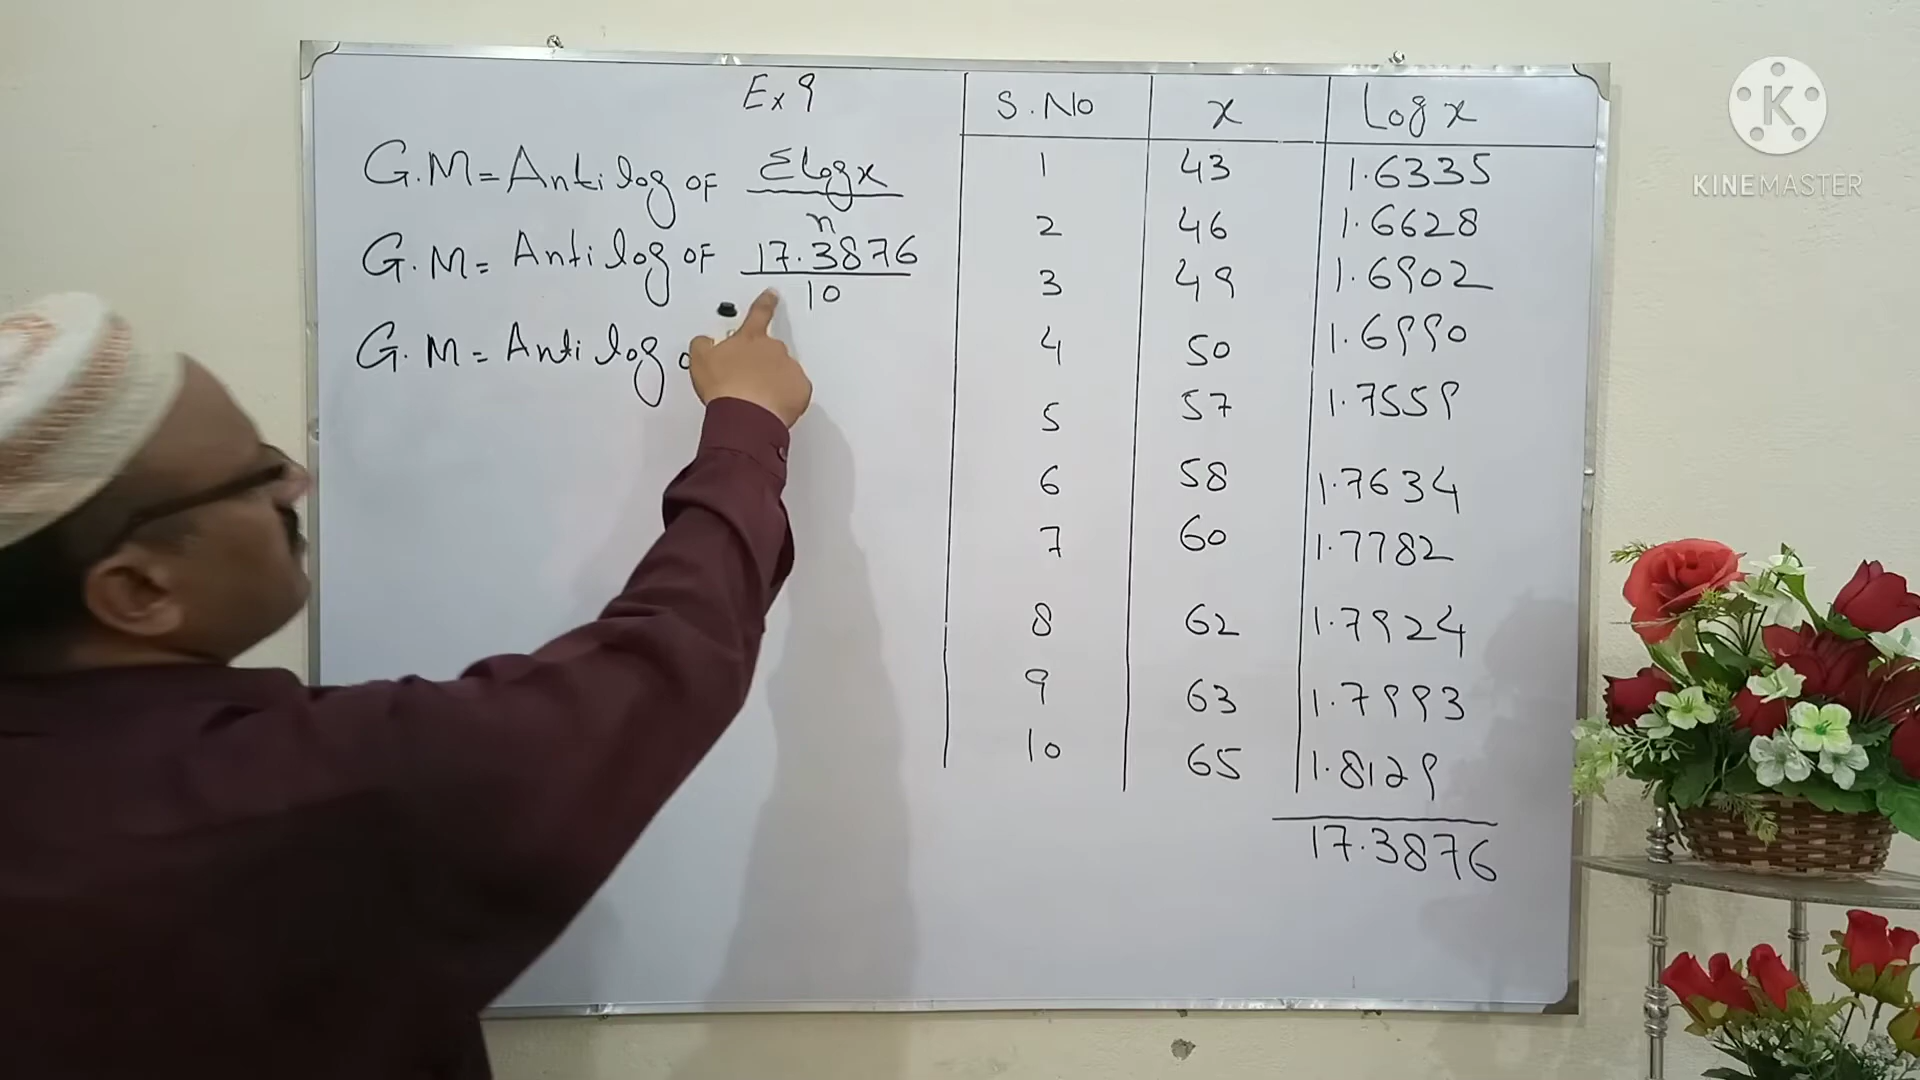 Ex 9
G.M = Antilog of Σ Log x / n
G.M = Antilog of 17.3876 / 10
G.M = Antilog
S.No x Log x
1 43 1.6335
2 46 1.6628
3 49 1.6902
4 50 1.6990
5 57 1.7559
6 58 1.7634
7 60 1.7782
8 62 1.7924
9 63 1.7993
10 65 1.8129
17.3876
K
KINEMASTER